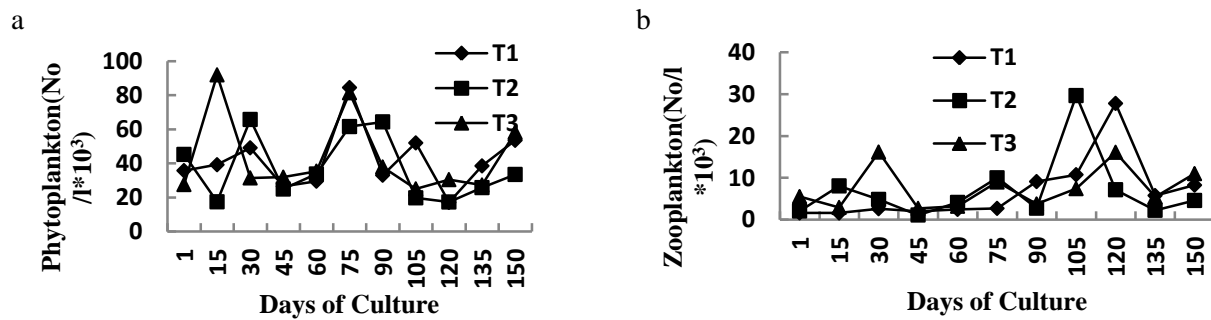 a
Phytoplankton(No
/l*10³)
100
80
60
40
20
0
T1
T2
T3
1
15
30
45
60
75
90
105
120
135
150
Days of Culture
b
Zooplankton(No/l
*10³)
40
30
20
10
0
T1
T2
T3
1
15
30
45
60
75
90
105
120
135
150
Days of Culture